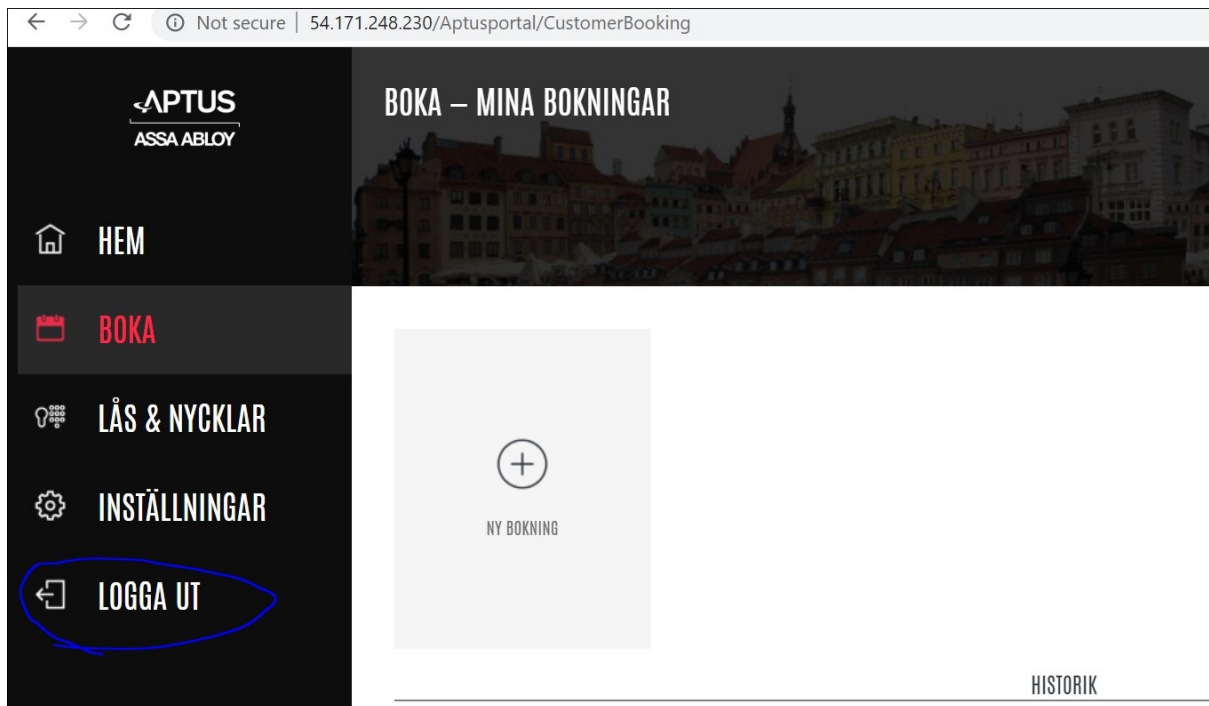 Not secure | 54.171.248.230/Aptusportal/CustomerBooking
APTUS
ASSA ABLOY
BOKA – MINA BOKNINGAR
HEM
BOKA
LÅS & NYCKLAR
INSTÄLLNINGAR
LOGGA UT
NY BOKNING
HISTORIK